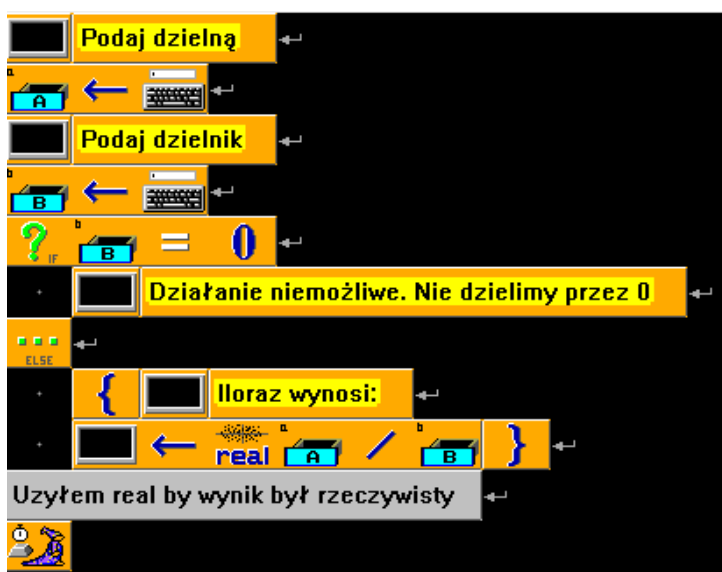 Podaj dzielną
a A
Podaj dzielnik
b B
IF b B = 0
Działanie niemożliwe. Nie dzielimy przez 0
ELSE
{ Iloraz wynosi:
real a A / b B }
Uzyłem real by wynik był rzeczywisty